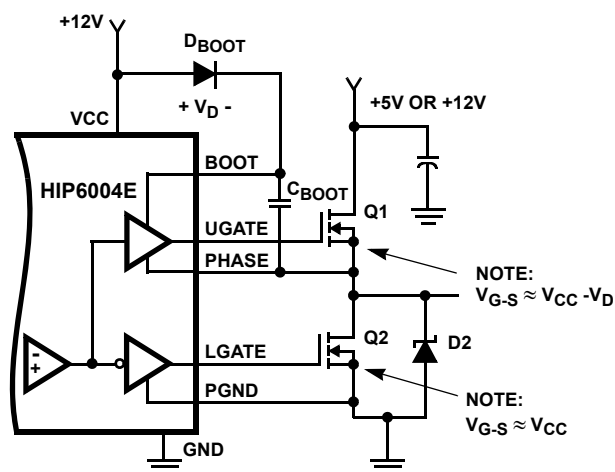 +12V
DBOOT
+ VD -
VCC
+5V OR +12V
BOOT
HIP6004E
CBOOT
Q1
UGATE
PHASE
NOTE:
VG-S ≈ VCC -VD
Q2
D2
LGATE
-
+
PGND
NOTE:
VG-S ≈ VCC
GND